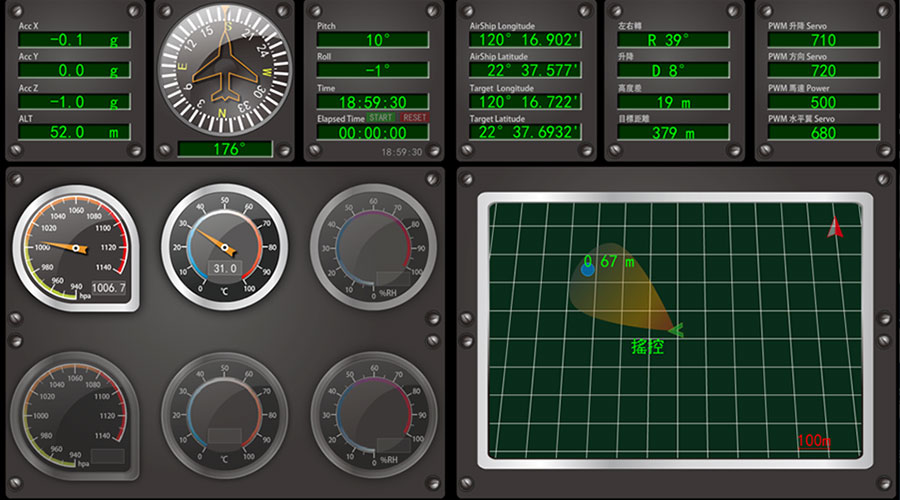 Acc X
-0.1 g
Acc Y
0.0 g
Acc Z
-1.0 g
ALT
52.0 m
S
24
21
W
30
33
N
3
6
E
12
15
176°
Pitch
10°
Roll
-1°
Time
18:59:30
Elapsed Time START RESET
00:00:00
18:59:30
AirShip Longitude
120° 16.902'
AirShip Latitude
22° 37.577'
Target Longitude
120° 16.722'
Target Latitude
22° 37.6932'
左右轉
R 39°
升降
D 8°
高度差
19 m
目標距離
379 m
PWM 升降 Servo
710
PWM 方向 Servo
720
PWM 馬達 Power
500
PWM 水平翼 Servo
680
1040 1060 1080
1020 1100
1000 1120
980 1140
960
940
hpa
1006.7
40 50 60
30 70
20 80
10 90
0 100
31.0
℃
40 50 60
30 70
20 80
10 90
0 100
%RH
1040 1060 1080
1020 1100
1000 1120
980 1140
960
940
hpa
40 50 60
30 70
20 80
10 90
0 100
℃
40 50 60
30 70
20 80
10 90
0 100
%RH
0 67 m
搖控
100m